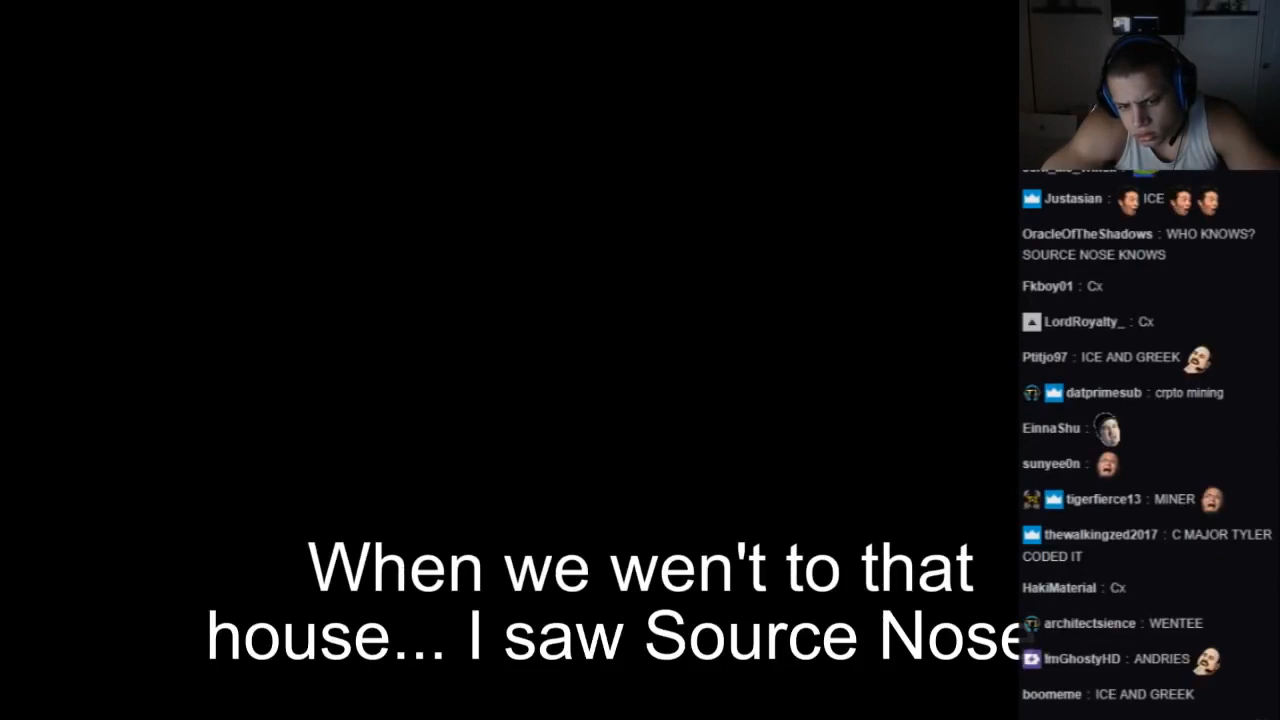 Justasian : ICE
OracleOfTheShadows : WHO KNOWS?
SOURCE NOSE KNOWS
Fkboy01 : Cx
LordRoyalty_ : Cx
Ptitjo97 : ICE AND GREEK
datprimesub : crpto mining
EinnaShu :
sunyee0n :
tigerfierce13 : MINER
thewalkingzed2017 : C MAJOR TYLER
CODED IT
HakiMaterial : Cx
architectsience : WENTEE
ImGhostyHD : ANDRIES
boomeme : ICE AND GREEK
When we wen't to that
house... I saw Source Nose